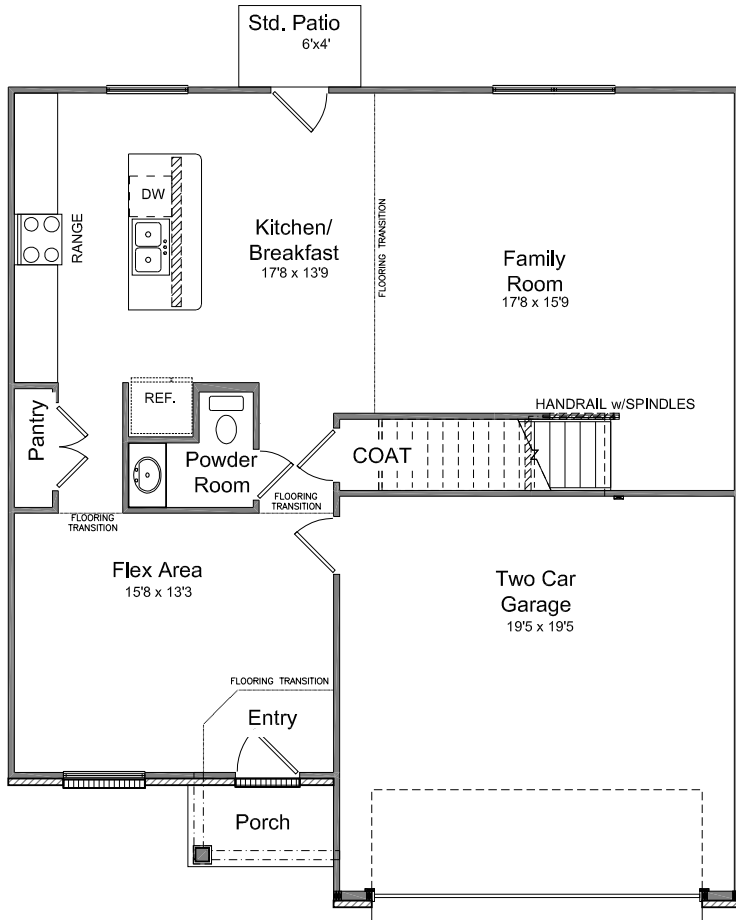 Std. Patio
6'x4'
RANGE
DW
Kitchen/
Breakfast
17'8 x 13'9
FLOORING TRANSITION
Family
Room
17'8 x 15'9
REF.
HANDRAIL w/SPINDLES
Pantry
Powder
Room
COAT
FLOORING
TRANSITION
FLOORING
TRANSITION
Flex Area
15'8 x 13'3
Two Car
Garage
19'5 x 19'5
FLOORING TRANSITION
Entry
Porch